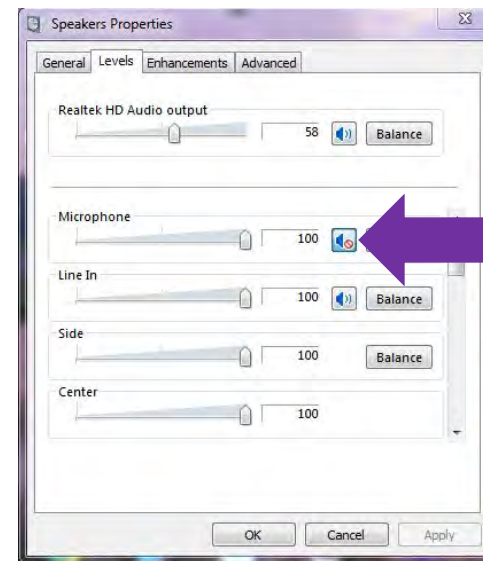 Speakers Properties
General Levels Enhancements Advanced
Realtek HD Audio output
58 Balance
Microphone
100
Line In
100 Balance
Side
100 Balance
Center
100
OK Cancel Apply